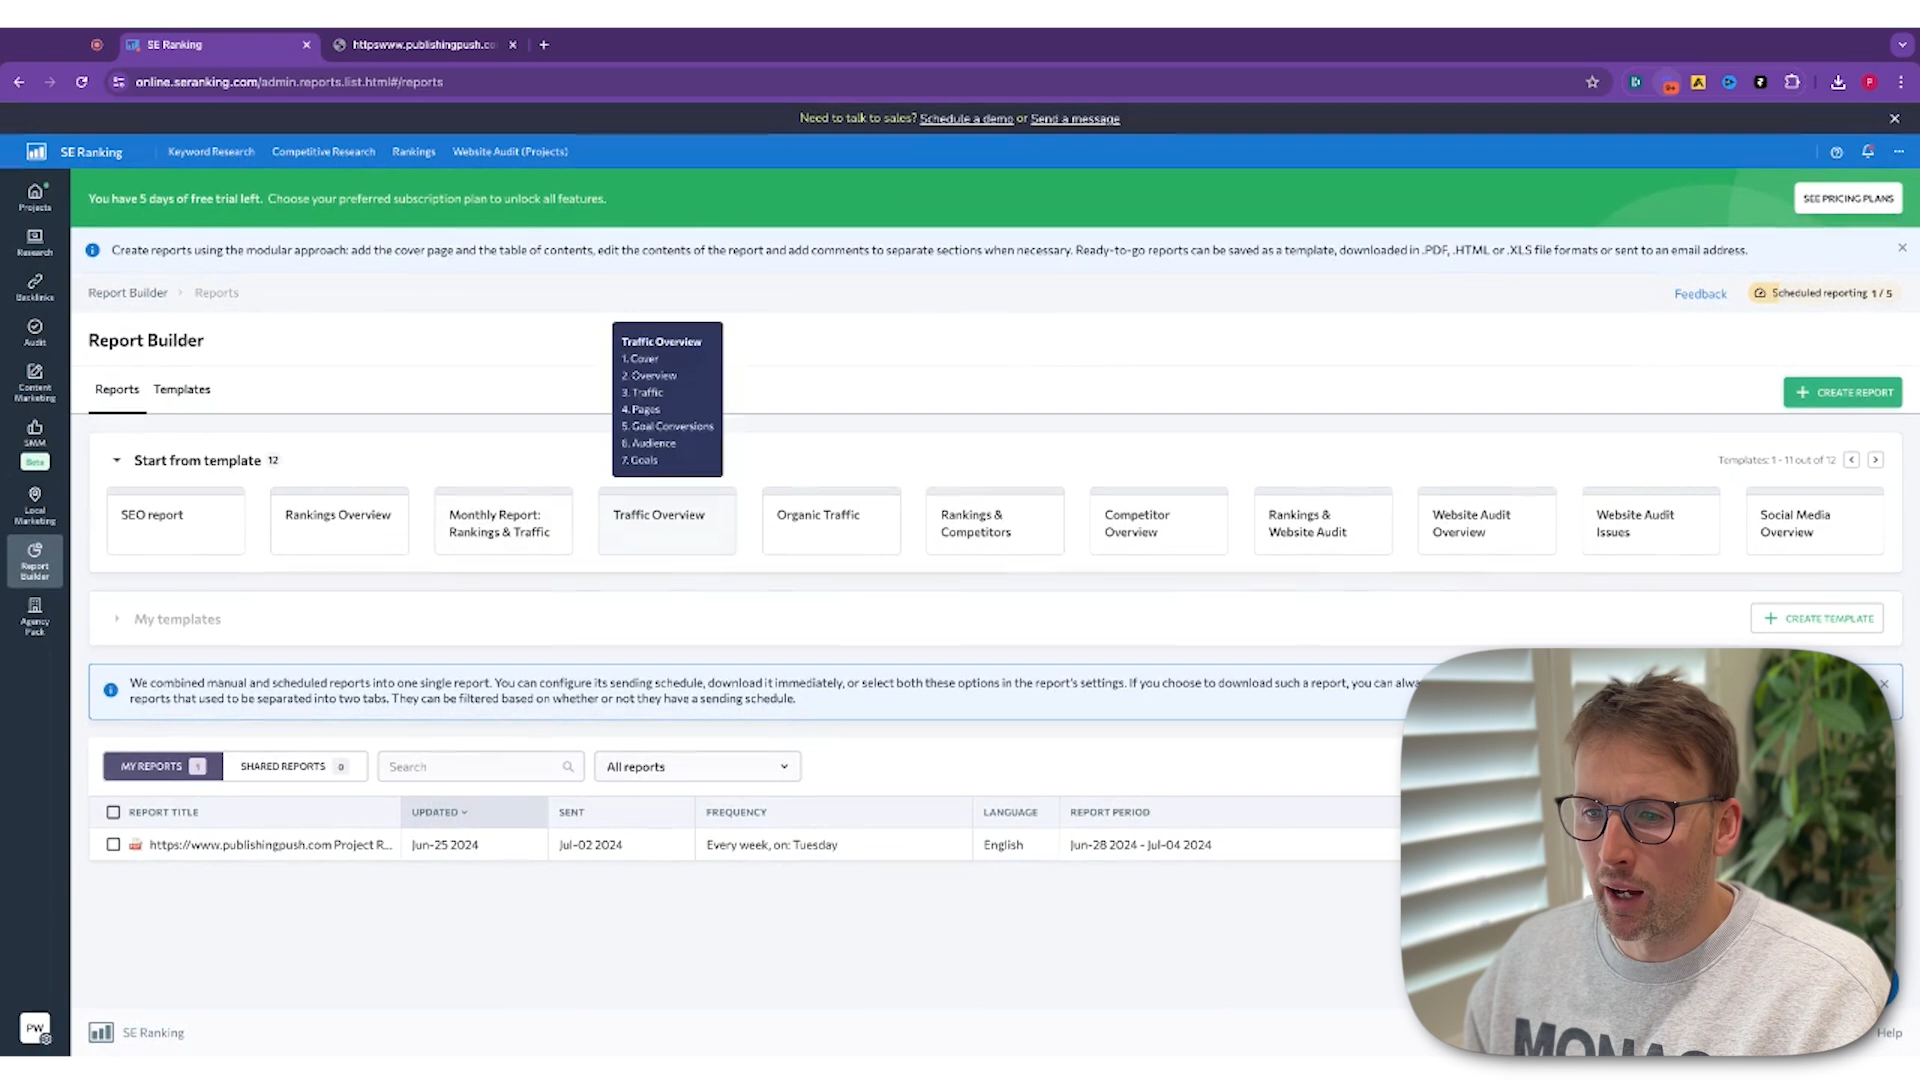 SE Ranking
httpswww.publishingpush.co
online.seranking.com/admin.reports.list.html#/reports
Need to talk to sales? Schedule a demo or Send a message
SE Ranking Keyword Research Competitive Research Rankings Website Audit (Projects)
Projects
Research
Backlinks
Audit
Content
Marketing
SMM
Beta
Local
Marketing
Report
Builder
Agency
Pack
PW
You have 5 days of free trial left. Choose your preferred subscription plan to unlock all features.
SEE PRICING PLANS
Create reports using the modular approach: add the cover page and the table of contents, edit the contents of the report and add comments to separate sections when necessary. Ready-to-go reports can be saved as a template, downloaded in .PDF, .HTML or .XLS file formats or sent to an email address.
Report Builder > Reports
Feedback
Scheduled reporting 1 / 5
Report Builder
Traffic Overview
1. Cover
2. Overview
3. Traffic
4. Pages
5. Goal Conversions
6. Audience
7. Goals
Reports Templates
+ CREATE REPORT
Start from template 12
Templates: 1 - 11 out of 12
SEO report
Rankings Overview
Monthly Report:
Rankings & Traffic
Traffic Overview
Organic Traffic
Rankings &
Competitors
Competitor
Overview
Rankings &
Website Audit
Website Audit
Overview
Website Audit
Issues
Social Media
Overview
My templates
+ CREATE TEMPLATE
We combined manual and scheduled reports into one single report. You can configure its sending schedule, download it immediately, or select both these options in the report's settings. If you choose to download such a report, you can alwa
reports that used to be separated into two tabs. They can be filtered based on whether or not they have a sending schedule.
MY REPORTS 1
SHARED REPORTS 0
Search
All reports
REPORT TITLE UPDATED SENT FREQUENCY LANGUAGE REPORT PERIOD
https://www.publishingpush.com Project R... Jun-25 2024 Jul-02 2024 Every week, on: Tuesday English Jun-28 2024 - Jul-04 2024
SE Ranking
Help